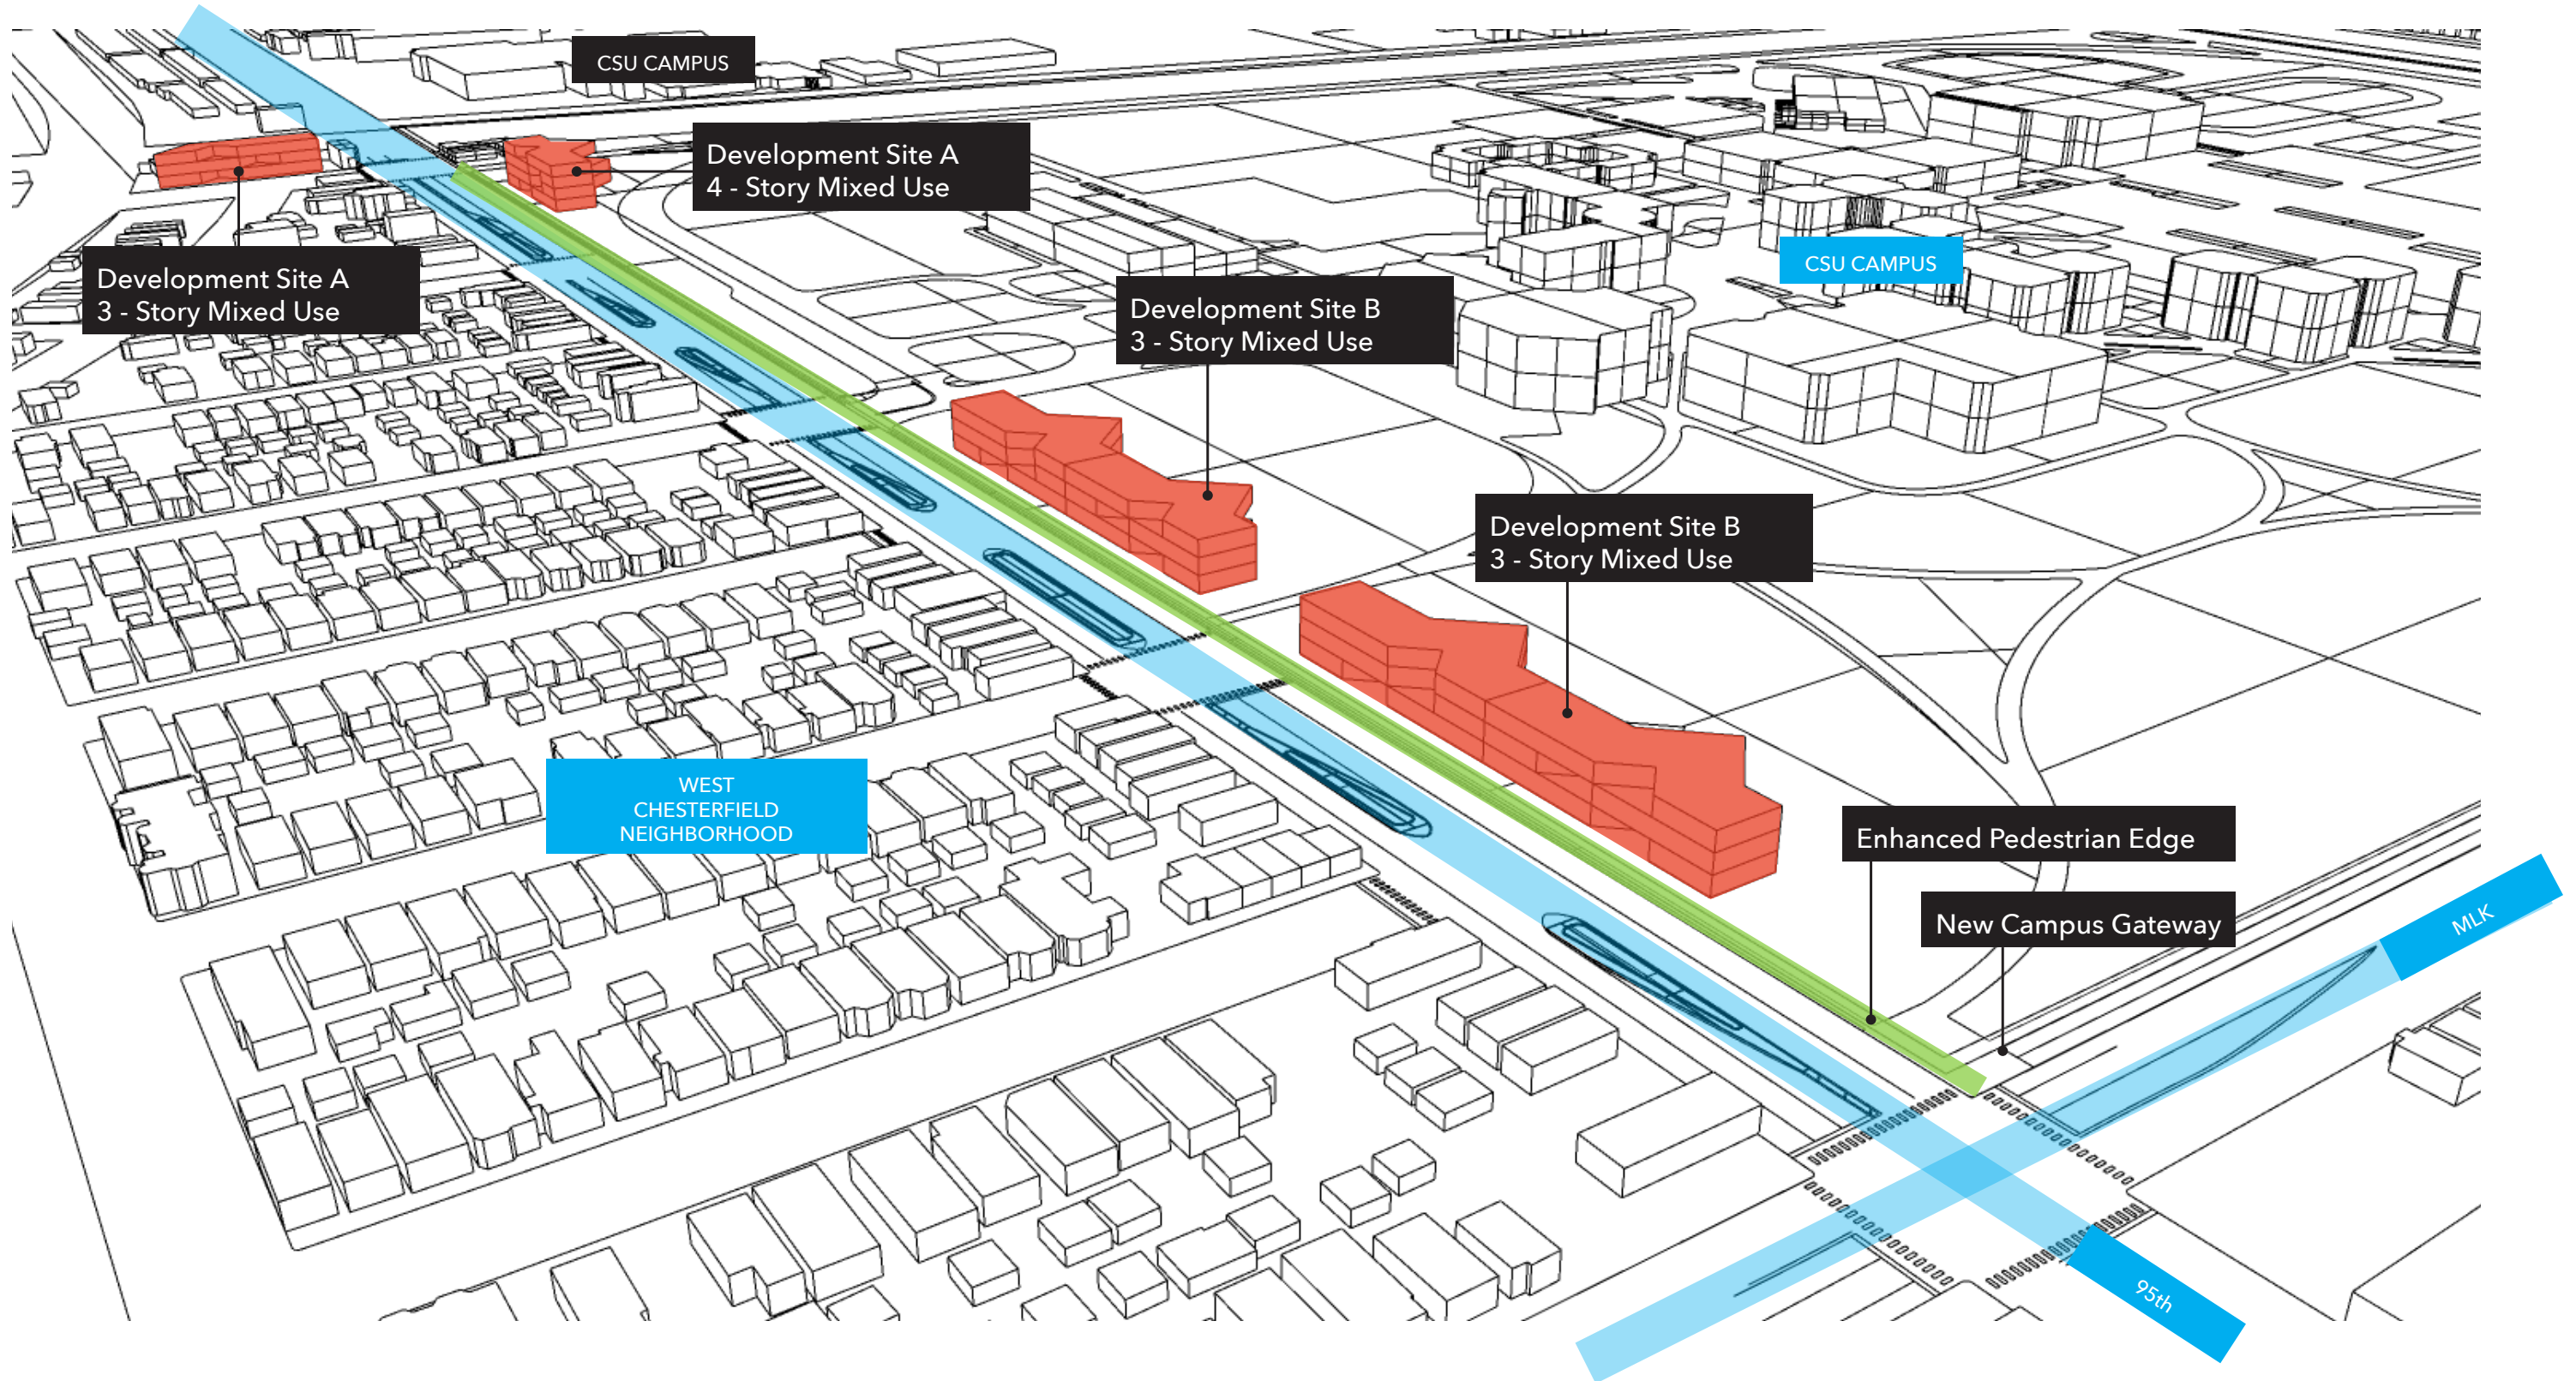 CSU CAMPUS
Development Site A
4 - Story Mixed Use
Development Site A
3 - Story Mixed Use
CSU CAMPUS
Development Site B
3 - Story Mixed Use
Development Site B
3 - Story Mixed Use
WEST
CHESTERFIELD
NEIGHBORHOOD
Enhanced Pedestrian Edge
New Campus Gateway
MLK
95th